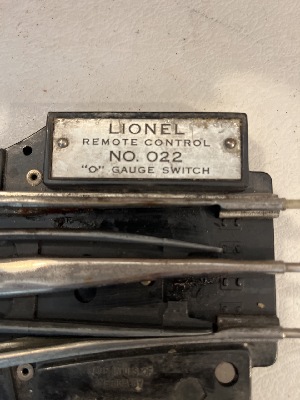 LIONEL
REMOTE CONTROL
NO. 022
"O" GAUGE SWITCH